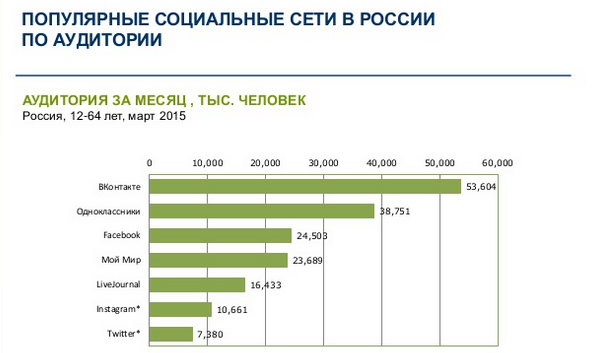 ПОПУЛЯРНЫЕ СОЦИАЛЬНЫЕ СЕТИ В РОССИИ
ПО АУДИТОРИИ
АУДИТОРИЯ ЗА МЕСЯЦ , ТЫС. ЧЕЛОВЕК
Россия, 12-64 лет, март 2015
0 10,000 20,000 30,000 40,000 50,000 60,000
ВКонтакте 53,604
Одноклассники 38,751
Facebook 24,503
Мой Мир 23,689
LiveJournal 16,433
Instagram* 10,661
Twitter* 7,380